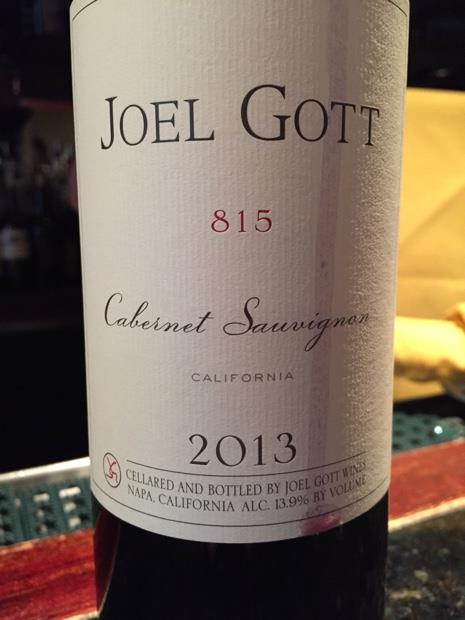 JOEL GOTT
815
Cabernet Sauvignon
CALIFORNIA
2013
CELLARED AND BOTTLED BY JOEL GOTT WINES
NAPA, CALIFORNIA ALC. 13.9% BY VOLUME